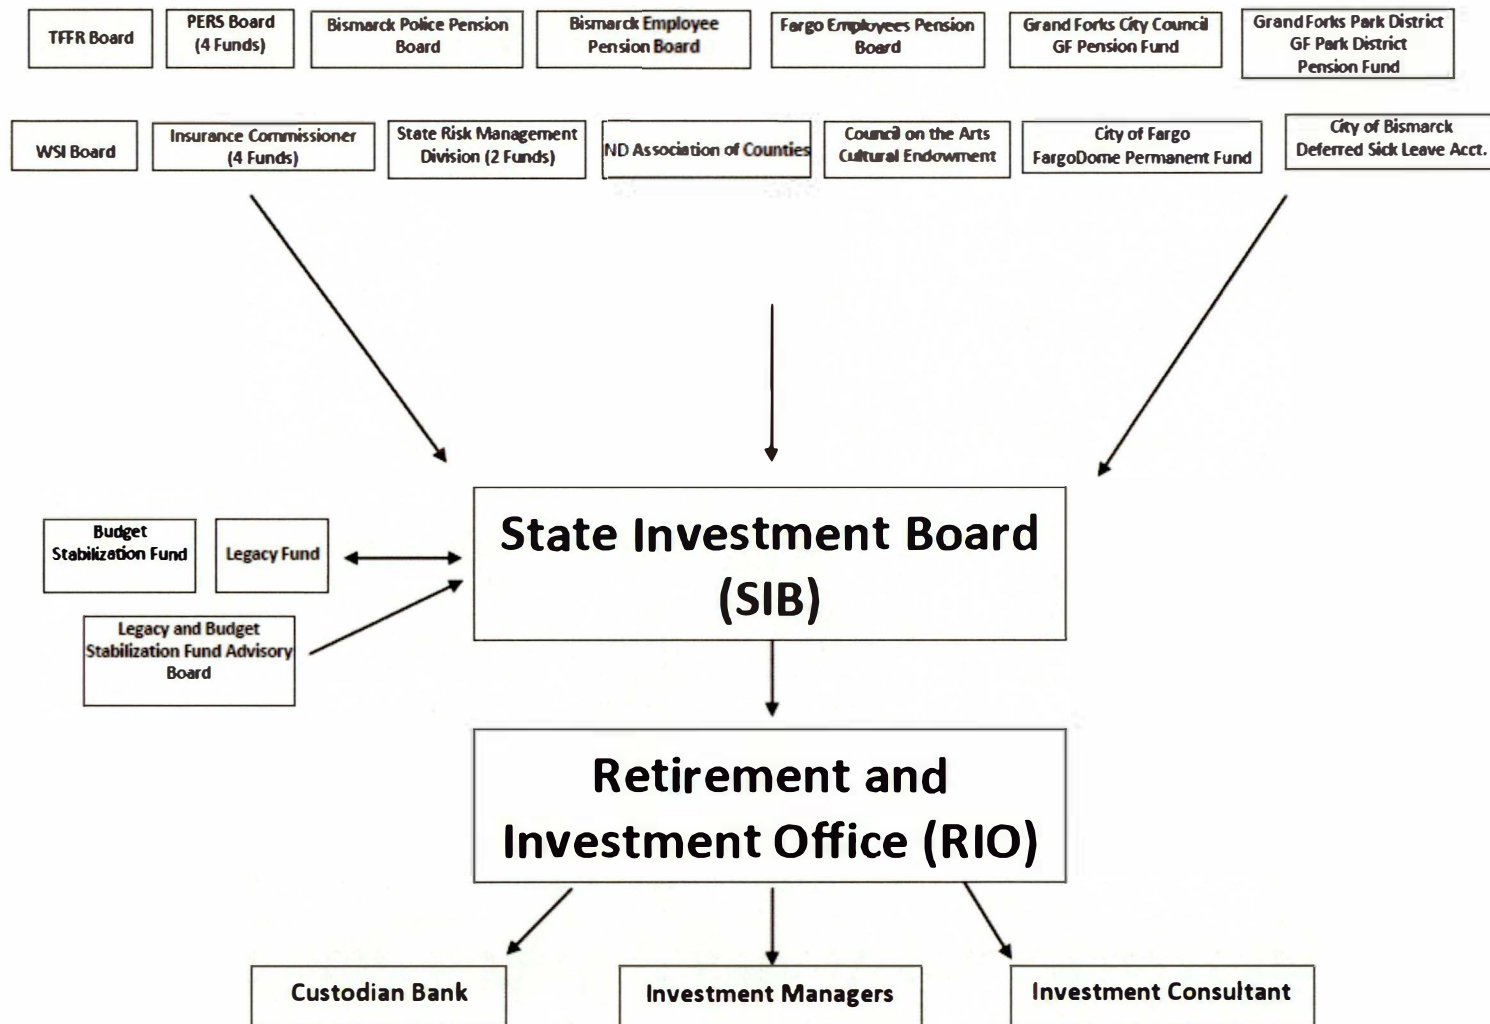 TFFR Board
PERS Board
(4 Funds)
Bismarck Police Pension
Board
Bismarck Employee
Pension Board
Fargo Employees Pension
Board
Grand Forks City Council
GF Pension Fund
Grand Forks Park District
GF Park District
Pension Fund
WSI Board
Insurance Commissioner
(4 Funds)
State Risk Management
Division (2 Funds)
ND Association of Counties
Council on the Arts
Cultural Endowment
City of Fargo
FargoDome Permanent Fund
City of Bismarck
Deferred Sick Leave Acct.
State Investment Board
(SIB)
Budget
Stabilization Fund
Legacy Fund
Legacy and Budget
Stabilization Fund Advisory
Board
Retirement and
Investment Office (RIO)
Custodian Bank
Investment Managers
Investment Consultant